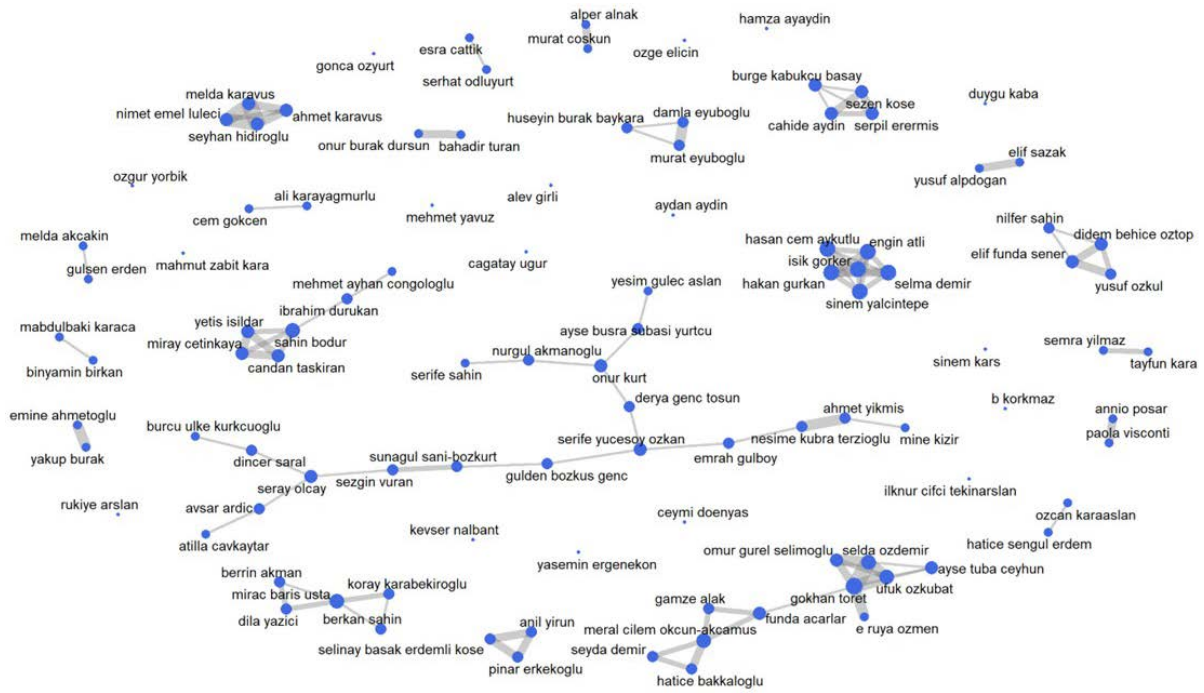 alper alnak
hamza ayaydin
murat coskun
esra cattik
ozge elicin
gonca ozyurt
serhat odluyurt
burge kabukcu basay
melda karavus
sezen kose
duygu kaba
nimet emel luleci
ahmet karavus
huseyin burak baykara
damla eyuboglu
cahide aydin
serpil erermis
seyhan hidiroglu
onur burak dursun
bahadir turan
murat eyuboglu
elif sazak
yusuf alpdogan
ozgur yorbik
ali karayagmurlu
alev girli
cem gokcen
mehmet yavuz
aydan aydin
nilfer sahin
melda akcakin
hasan cem aykutlu
engin atli
didem behice oztop
gulsen erden
mahmut zabit kara
cagatay ugur
isik gorker
elif funda sener
mehmet ayhan congologlu
yesim gulec aslan
hakan gurkan
selma demir
yusuf ozkul
ibrahim durukan
sinem yalcintepe
mabdulbaki karaca
yetis isildar
ayse busra subasi yurtcu
miray cetinkaya
sahin bodur
semra yilmaz
binyamin birkan
candan taskiran
nurgul akmanoglu
serife sahin
onur kurt
sinem kars
tayfun kara
derya genc tosun
b korkmaz
emine ahmetoglu
burcu ulke kurkcuoglu
ahmet yikmis
annio posar
yakup burak
dincer saral
serife yucesoy ozkan
nesime kubra terzioglu
mine kizir
paola visconti
sunagul sani-bozkurt
emrah gulboy
seray olcay
sezgin vuran
gulden bozkus genc
rukiye arslan
avsar ardic
ilknur cifci tekinarslan
ozcan karaaslan
atilla cavkaytar
kevser nalbant
ceymi doenyas
hatice sengul erdem
yasemin ergenekon
omur gurel selimoglu
selda ozdemir
ayse tuba ceyhun
berrin akman
koray karabekiroglu
ufuk ozkubat
mirac baris usta
gokhan toret
dila yazici
berkan sahin
gamze alak
funda acarlar
e ruya ozmen
anil yirun
meral cilem okcun-akcamus
selinay basak erdemli kose
seyda demir
pinar erkekoglu
hatice bakkaloglu